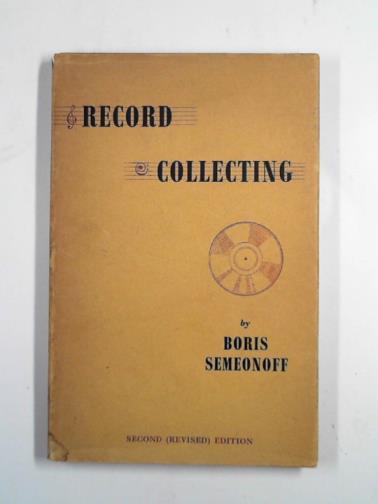 RECORD
COLLECTING
by
BORIS
SEMEONOFF
SECOND (REVISED) EDITION